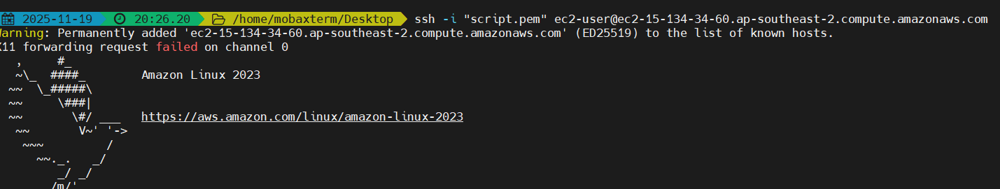 2025-11-19 20:26.20 /home/mobaxterm/Desktop ssh -i "script.pem" ec2-user@ec2-15-134-34-60.ap-southeast-2.compute.amazonaws.com
Warning: Permanently added 'ec2-15-134-34-60.ap-southeast-2.compute.amazonaws.com' (ED25519) to the list of known hosts.
X11 forwarding request failed on channel 0
   ,     #_
   ~\_  ####_        Amazon Linux 2023
  ~~  \_#####\
  ~~     \###|
  ~~       \#/ ___   https://aws.amazon.com/linux/amazon-linux-2023
   ~~       V~' '->
    ~~~         /
      ~~._.   _/
         _/ _/
       _/m/'